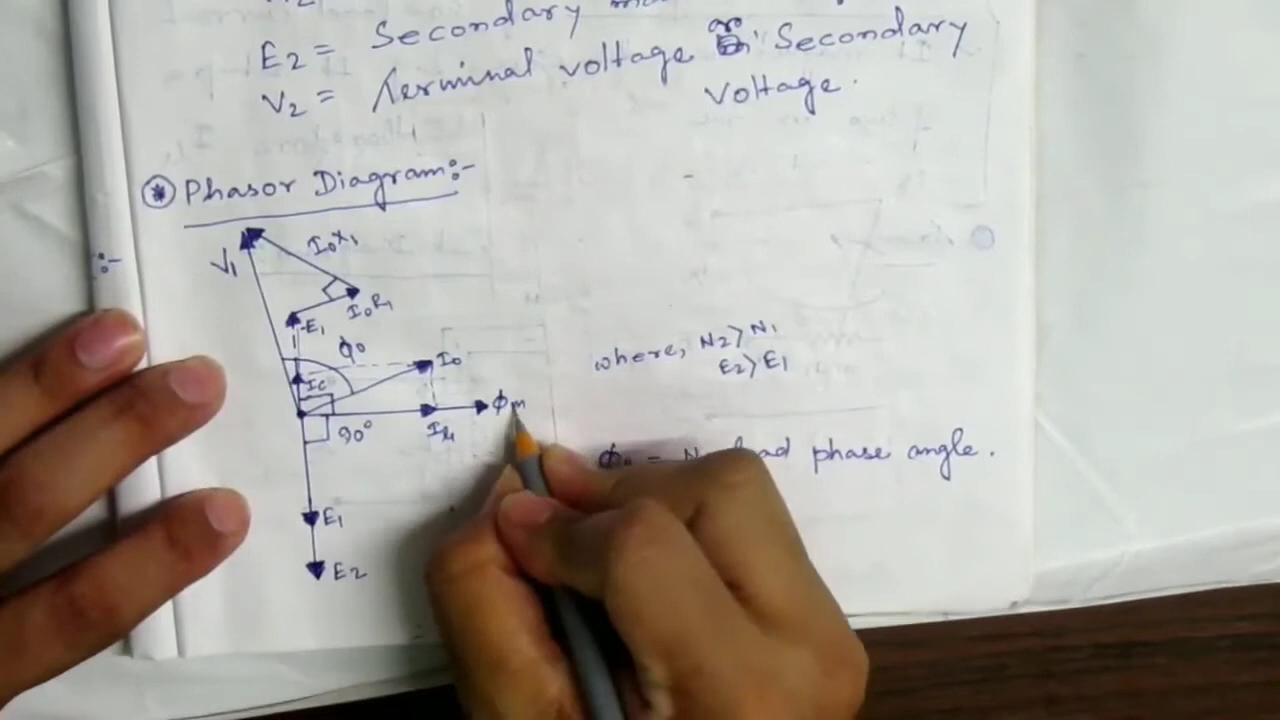 E2 = Secondary
V2 = Terminal voltage or Secondary
Voltage.
* Phasor Diagram:-
V1
I0X1
I0R1
-E1
ϕ0
I0
Ic
ϕm
90°
Iμ
E1
E2
where, N2 > N1
E2 > E1
ϕ0 = phase angle.